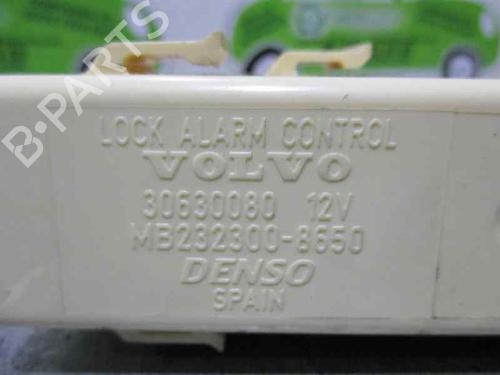 B-PARTS
LOCK ALARM CONTROL
VOLVO
30630080 12V
MB232300-8650
DENSO
SPAIN